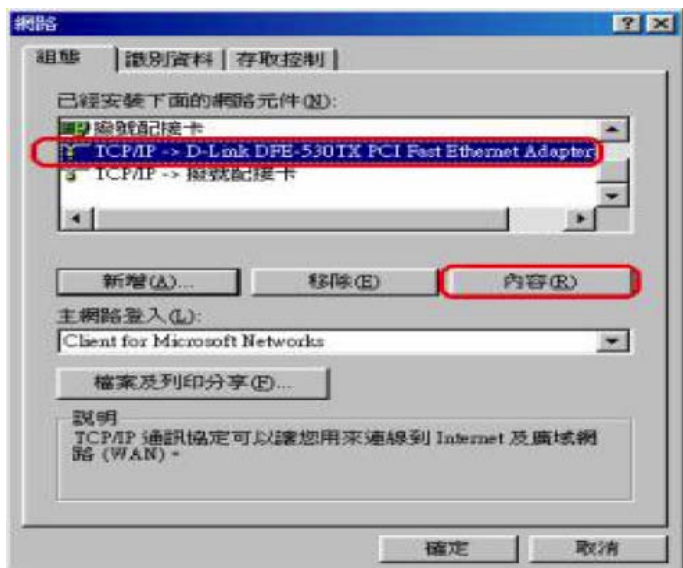 網路
組態 識別資料 存取控制
已經安裝下面的網路元件(N):
撥號配接卡
TCP/IP -> D-Link DFE-530TX PCI Fast Ethernet Adapter
TCP/IP -> 撥號配接卡
新增(A)... 移除(E) 內容(R)
主網路登入(L):
Client for Microsoft Networks
檔案及列印分享(F)...
說明
TCP/IP 通訊協定可以讓您用來連線到 Internet 及廣域網
路 (WAN)。
確定 取消